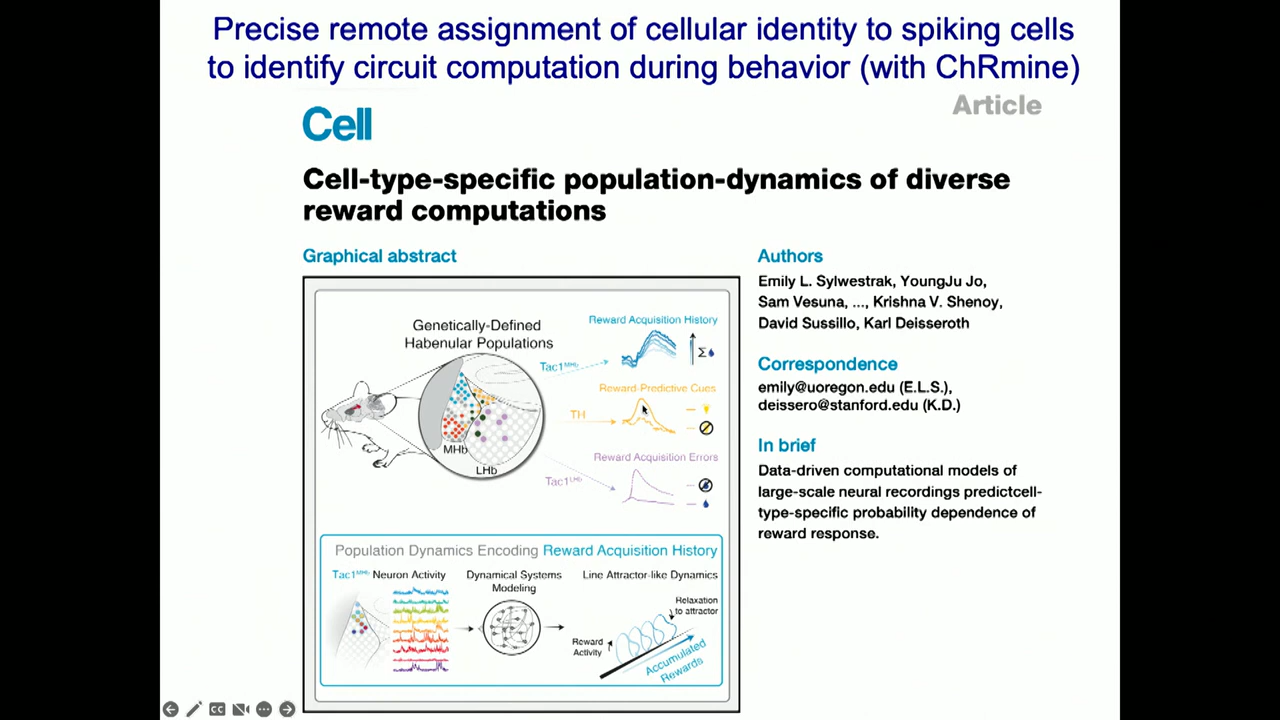 Precise remote assignment of cellular identity to spiking cells
to identify circuit computation during behavior (with ChRmine)
Article
Cell
Cell-type-specific population-dynamics of diverse
reward computations
Graphical abstract
Genetically-Defined
Habenular Populations
MHb
LHb
Tac1ᴹᴴᵇ
Reward Acquisition History
Σ
TH
Reward-Predictive Cues
Tac1ᴸᴴᵇ
Reward Acquisition Errors
Population Dynamics Encoding Reward Acquisition History
Tac1ᴹᴴᵇ Neuron Activity
Dynamical Systems
Modeling
Line Attractor-like Dynamics
Relaxation
to attractor
Reward
Activity
Accumulated
Rewards
Authors
Emily L. Sylwestrak, YoungJu Jo,
Sam Vesuna, ..., Krishna V. Shenoy,
David Sussillo, Karl Deisseroth
Correspondence
emily@uoregon.edu (E.L.S.),
deissero@stanford.edu (K.D.)
In brief
Data-driven computational models of
large-scale neural recordings predictcell-
type-specific probability dependence of
reward response.
CC